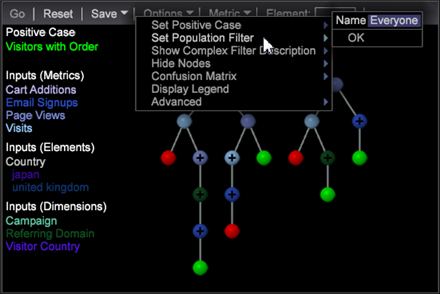 Go Reset Save Options Metric Element:
Set Positive Case
Set Population Filter
Show Complex Filter Description
Hide Nodes
Confusion Matrix
Display Legend
Advanced
Name Everyone
OK
Positive Case
Visitors with Order
Inputs (Metrics)
Cart Additions
Email Signups
Page Views
Visits
Inputs (Elements)
Country
japan
united kingdom
Inputs (Dimensions)
Campaign
Referring Domain
Visitor Country